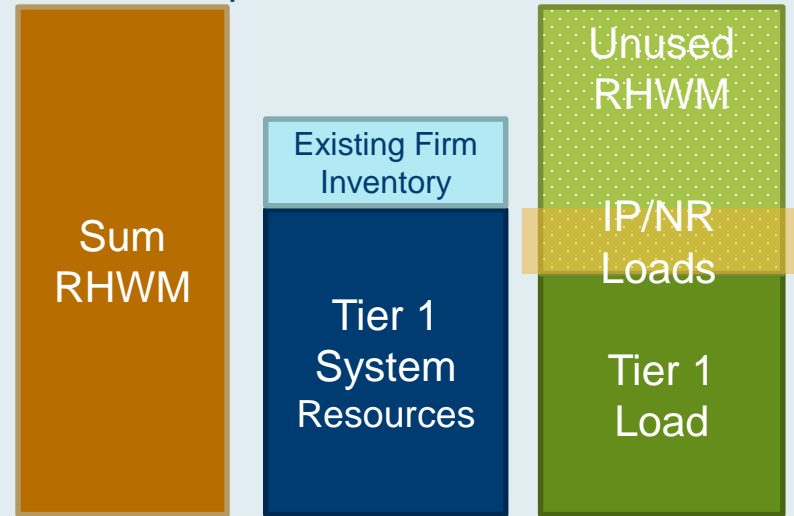 Sum
RHWM
Existing Firm
Inventory
Tier 1
System
Resources
Unused
RHWM
IP/NR
Loads
Tier 1
Load